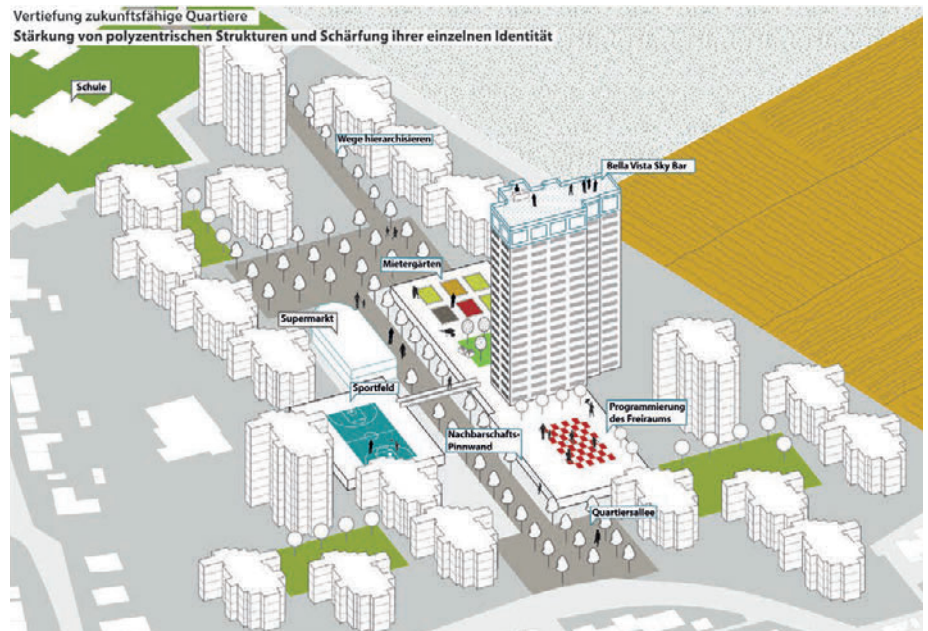 Vertiefung zukunftsfähige Quartiere
Stärkung von polyzentrischen Strukturen und Schärfung ihrer einzelnen Identität
Schule
Wege hierarchisieren
Bella Vista Sky Bar
Mietergärten
Supermarkt
Sportfeld
Programmierung
des Freiraums
Nachbarschafts-
Pinnwand
Quartiersallee